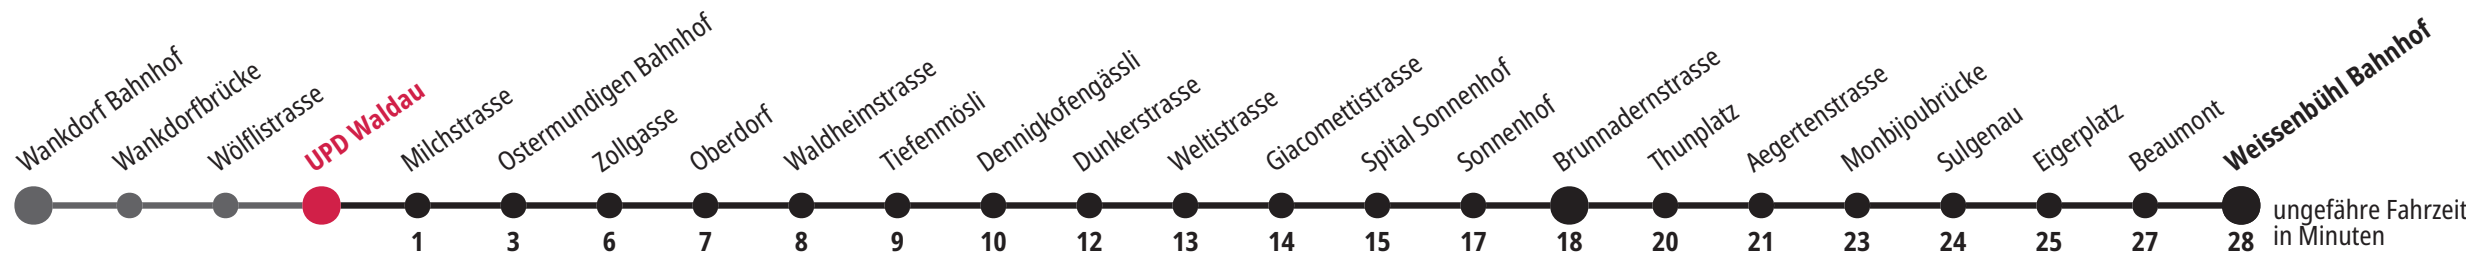 Wankdorf Bahnhof
Wankdorfbrücke
Wölflistrasse
UPD Waldau
Milchstrasse
Ostermundigen Bahnhof
Zollgasse
Oberdorf
Waldheimstrasse
Tiefenmösli
Dennigkofengässli
Dunkerstrasse
Weltistrasse
Giacomettistrasse
Spital Sonnenhof
Sonnenhof
Brunnadernstrasse
Thunplatz
Aegertenstrasse
Monbijoubrücke
Sulgenau
Eigerplatz
Beaumont
Weissenbühl Bahnhof
1 3 6 7 8 9 10 12 13 14 15 17 18 20 21 23 24 25 27 28
ungefähre Fahrzeit
in Minuten